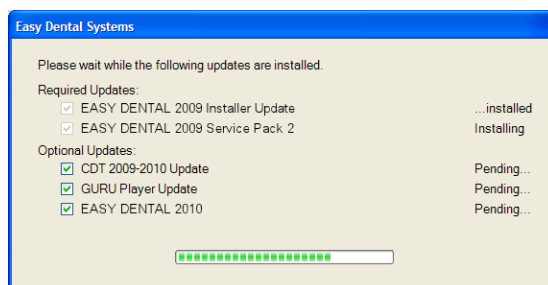 Easy Dental Systems
Please wait while the following updates are installed.
Required Updates:
EASY DENTAL 2009 Installer Update ...installed
EASY DENTAL 2009 Service Pack 2 Installing
Optional Updates:
CDT 2009-2010 Update Pending...
GURU Player Update Pending...
EASY DENTAL 2010 Pending...